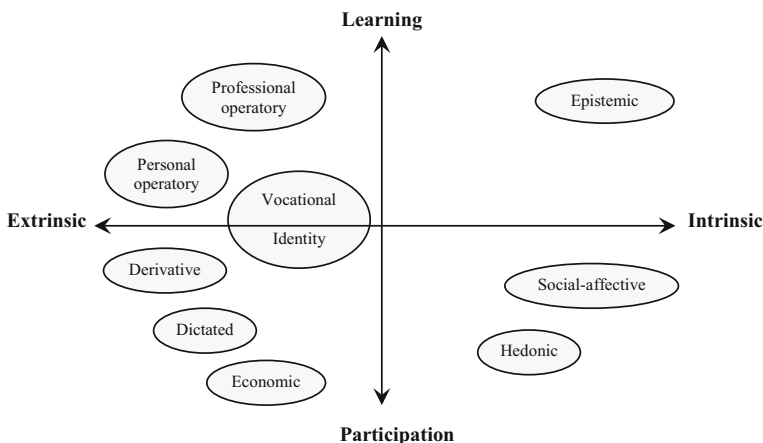 Learning
Professional
operatory
Epistemic
Personal
operatory
Vocational
Extrinsic
Intrinsic
Identity
Derivative
Social-affective
Dictated
Hedonic
Economic
Participation